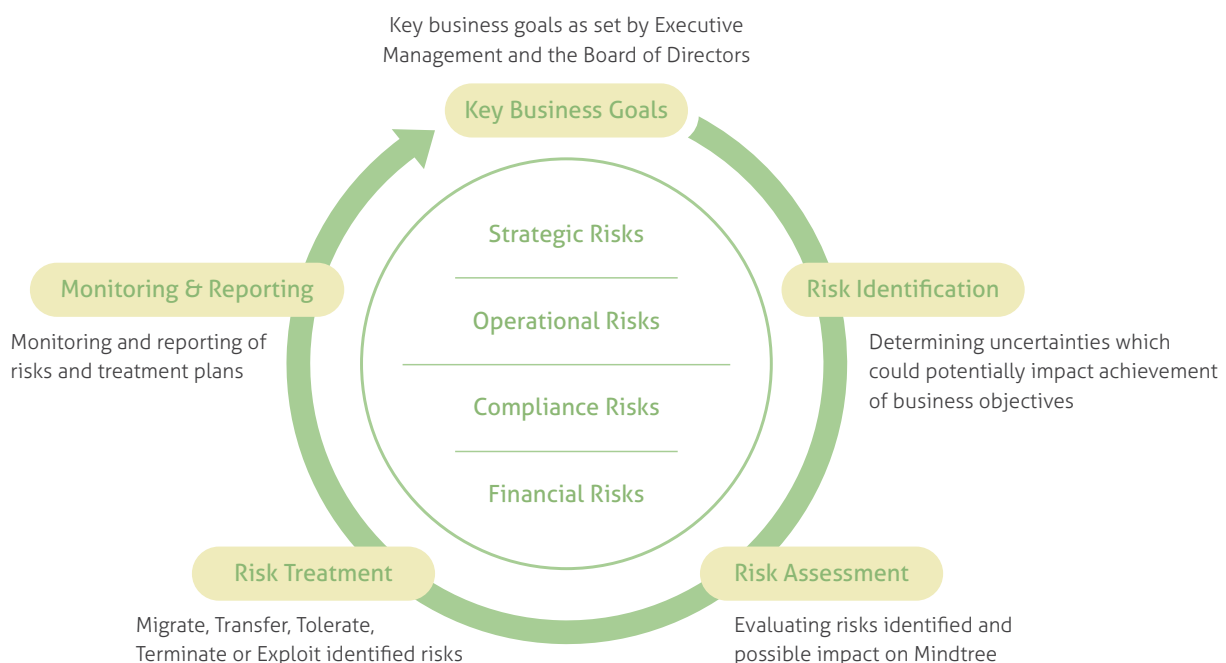 Key business goals as set by Executive
Management and the Board of Directors
Key Business Goals
Strategic Risks
Operational Risks
Compliance Risks
Financial Risks
Risk Identification
Determining uncertainties which
could potentially impact achievement
of business objectives
Risk Assessment
Evaluating risks identified and
possible impact on Mindtree
Risk Treatment
Migrate, Transfer, Tolerate,
Terminate or Exploit identified risks
Monitoring & Reporting
Monitoring and reporting of
risks and treatment plans